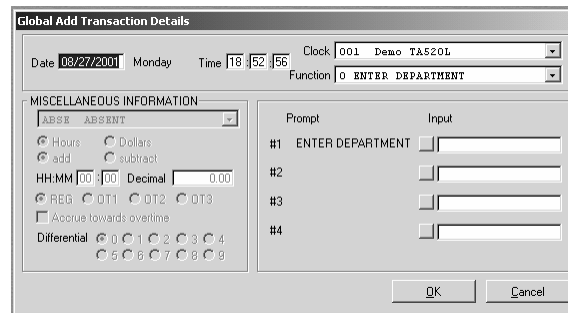 Global Add Transaction Details
Date 08/27/2001 Monday Time 18 : 52 : 56
Clock 001 Demo TA520L
Function 0 ENTER DEPARTMENT
MISCELLANEOUS INFORMATION
ABSE ABSENT
Hours Dollars
add subtract
HH:MM 00 : 00 Decimal 0.00
REG OT1 OT2 OT3
Accrue towards overtime
Differential 0 1 2 3 4
5 6 7 8 9
Prompt Input
#1 ENTER DEPARTMENT
#2
#3
#4
OK Cancel